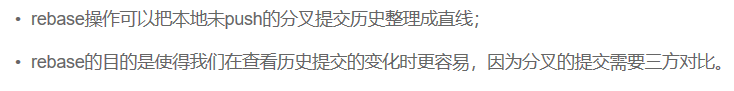 • rebase操作可以把本地未push的分叉提交历史整理成直线；
• rebase的目的是使得我们在查看历史提交的变化时更容易，因为分叉的提交需要三方对比。